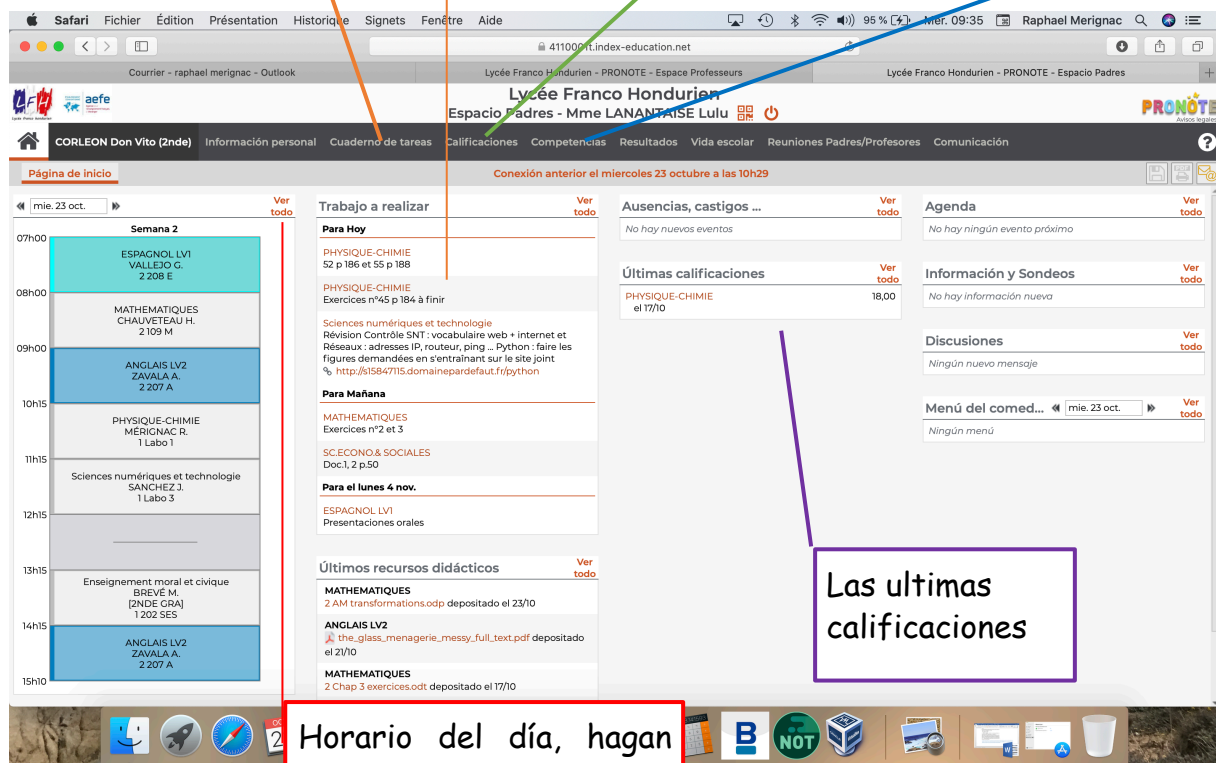 Safari Fichier Édition Présentation Historique Signets Fenêtre Aide 95 % Mer. 09:35 Raphael Merignac
411000
index-education.net
Courrier - raphael merignac - Outlook
Lycée Franco Hondurien - PRONOTE - Espace Professeurs
Lycée Franco Hondurien - PRONOTE - Espacio Padres
LFH aefe
Lycée Franco Hondurien
Espacio Padres - Mme LANANTAISE Lulu
PRONOTE
Avisos legales
CORLEON Don Vito (2nde) Información personal Cuaderno de tareas Calificaciones Competencias Resultados Vida escolar Reuniones Padres/Profesores Comunicación ?
Página de inicio
Conexión anterior el miercoles 23 octubre a las 10h29
mie. 23 oct.
Ver todo
Semana 2
07h00
ESPAGNOL LV1
VALLEJO G.
2 208 E
08h00
MATHEMATIQUES
CHAUVETEAU H.
2 109 M
09h00
ANGLAIS LV2
ZAVALA A.
2 207 A
10h15
PHYSIQUE-CHIMIE
MÉRIGNAC R.
1 Labo 1
11h15
Sciences numériques et technologie
SANCHEZ J.
1 Labo 3
12h15
13h15
Enseignement moral et civique
BREVÉ M.
[2NDE GRA]
1 202 SES
14h15
ANGLAIS LV2
ZAVALA A.
2 207 A
15h10
Trabajo a realizar
Ver todo
Para Hoy
PHYSIQUE-CHIMIE
52 p 186 et 55 p 188
PHYSIQUE-CHIMIE
Exercices n°45 p 184 à finir
Sciences numériques et technologie
Révision Contrôle SNT : vocabulaire web + internet et
Réseaux : adresses IP, routeur, ping ... Python : faire les
figures demandées en s'entraînant sur le site joint
http://s15847115.domainepardefaut.fr/python
Para Mañana
MATHEMATIQUES
Exercices n°2 et 3
SC.ECONO.& SOCIALES
Doc.1, 2 p.50
Para el lunes 4 nov.
ESPAGNOL LV1
Presentaciones orales
Últimos recursos didácticos
Ver todo
MATHEMATIQUES
2 AM transformations.odp depositado el 23/10
ANGLAIS LV2
the_glass_menagerie_messy_full_text.pdf depositado
el 21/10
MATHEMATIQUES
2 Chap 3 exercices.odt depositado el 17/10
Ausencias, castigos ...
Ver todo
No hay nuevos eventos
Últimas calificaciones
Ver todo
PHYSIQUE-CHIMIE 18,00
el 17/10
Agenda
Ver todo
No hay ningún evento próximo
Información y Sondeos
Ver todo
No hay información nueva
Discusiones
Ver todo
Ningún nuevo mensaje
Menú del comed... mie. 23 oct.
Ver todo
Ningún menú
Las ultimas
calificaciones
Horario del día, hagan
B
NOT